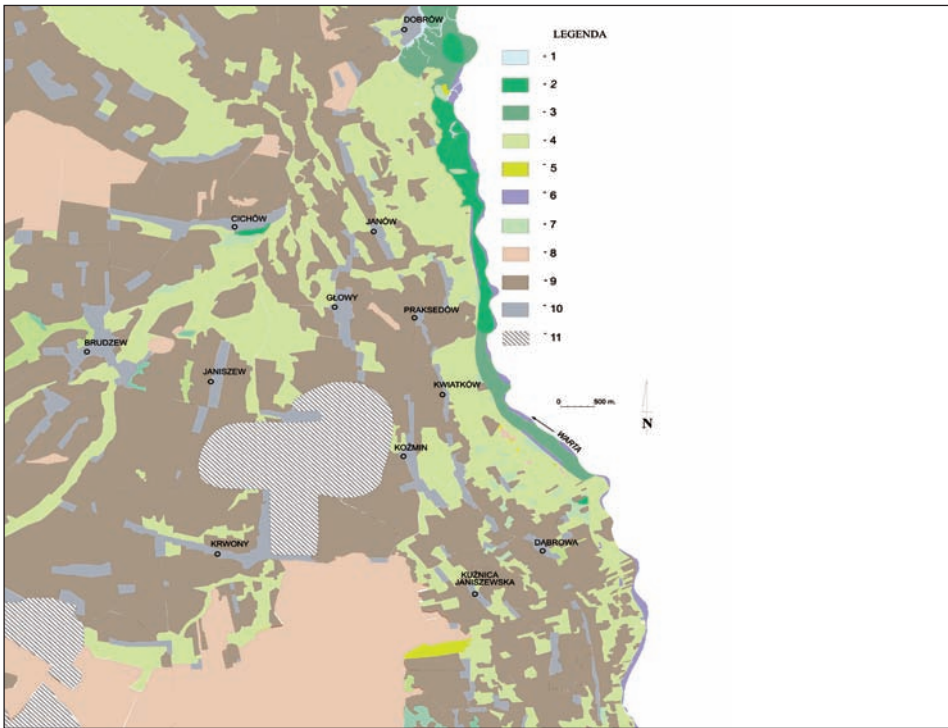 DOBRÓW
LEGENDA
- 1
- 2
- 3
- 4
- 5
- 6
- 7
- 8
- 9
- 10
- 11
CICHÓW
JANÓW
GŁOWY
PRAKSEDÓW
BRUDZEW
JANISZEW
KWIATKÓW
0 500 m.
N
WARTA
KOŹMIN
KRWONY
DĄBROWA
KUŹNICA
JANISZEWSKA